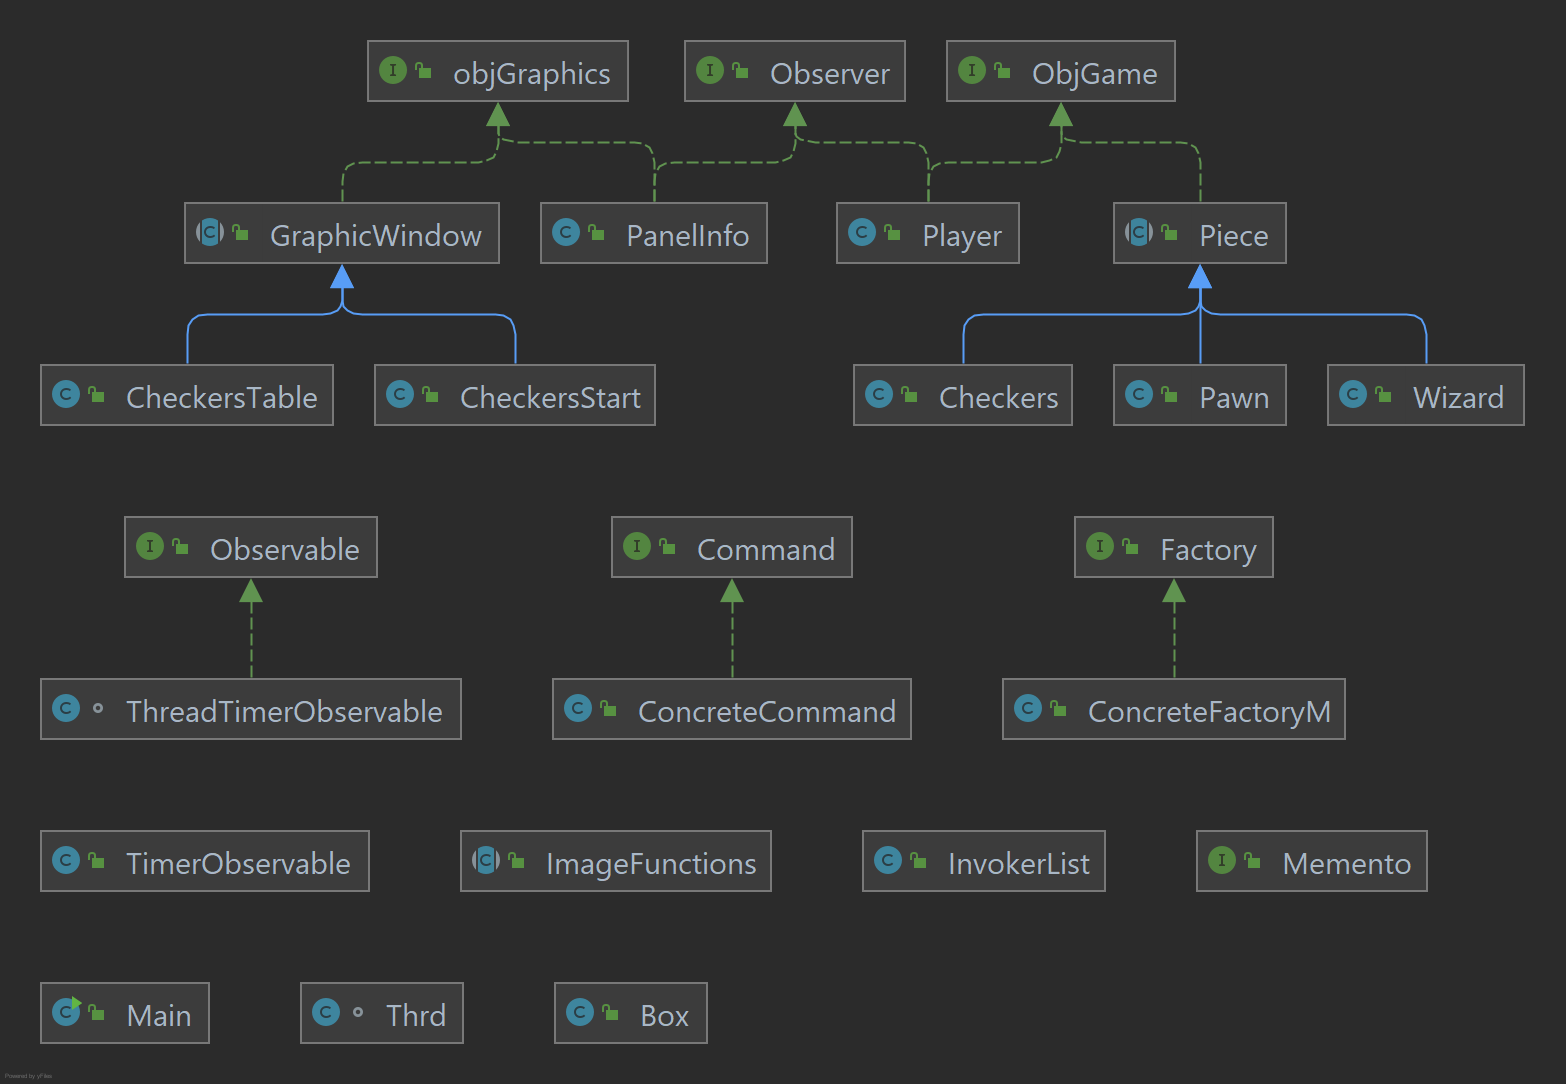 objGraphics
Observer
ObjGame
GraphicWindow
PanelInfo
Player
Piece
CheckersTable
CheckersStart
Checkers
Pawn
Wizard
Observable
Command
Factory
ThreadTimerObservable
ConcreteCommand
ConcreteFactoryM
TimerObservable
ImageFunctions
InvokerList
Memento
Main
Thrd
Box
Powered by yFiles